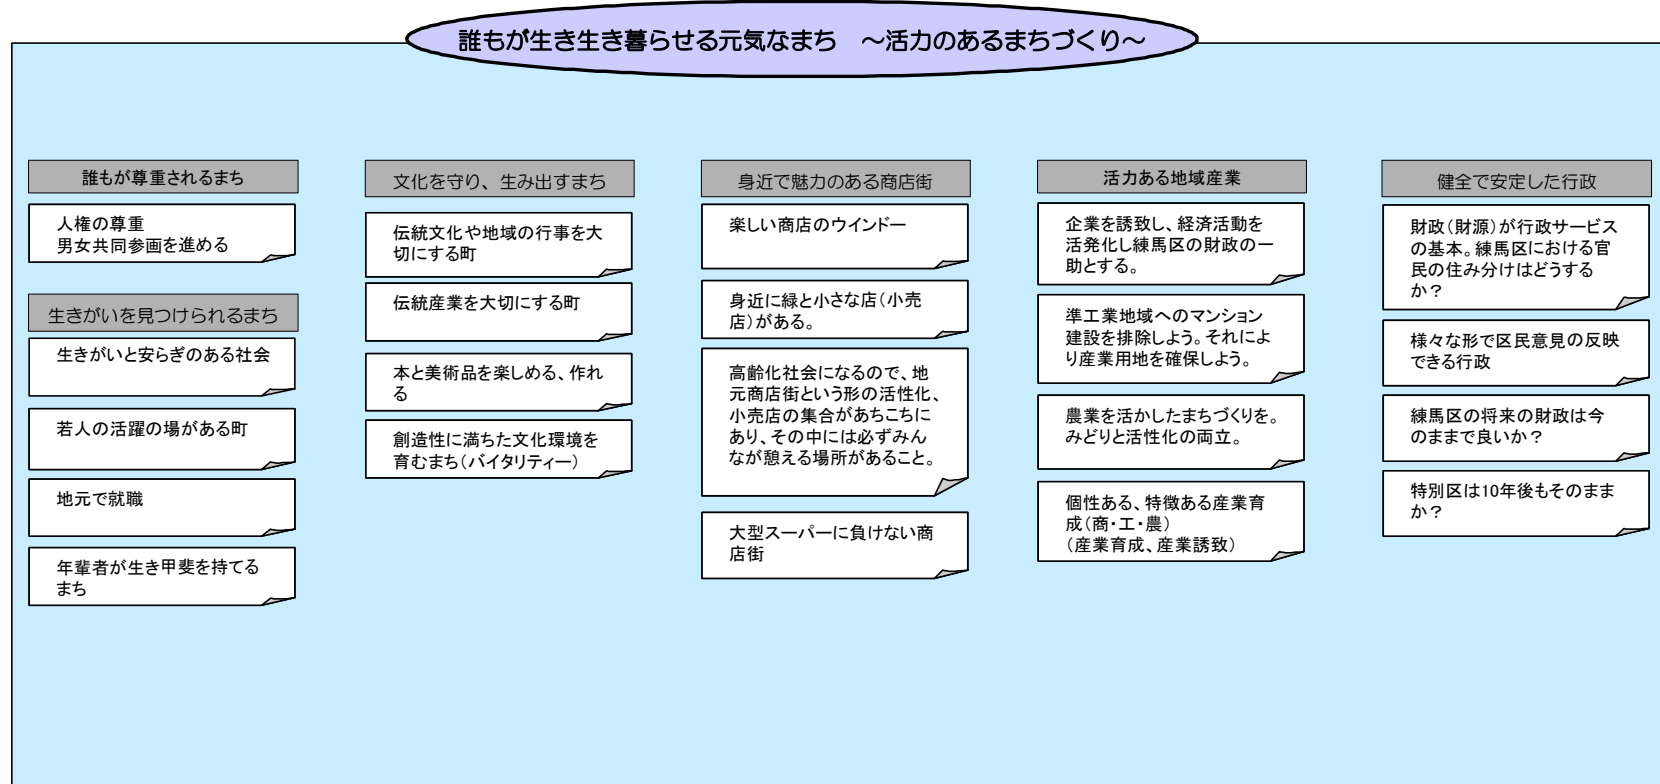 誰もが生き生き暮らせる元気なまち　～活力のあるまちづくり～
誰もが尊重されるまち
人権の尊重
男女共同参画を進める
生きがいを見つけられるまち
生きがいと安らぎのある社会
若人の活躍の場がある町
地元で就職
年輩者が生き甲斐を持てる
まち
文化を守り、生み出すまち
伝統文化や地域の行事を大
切にする町
伝統産業を大切にする町
本と美術品を楽しめる、作れ
る
創造性に満ちた文化環境を
育むまち（バイタリティー）
身近で魅力のある商店街
楽しい商店のウインドー
身近に緑と小さな店（小売
店）がある。
高齢化社会になるので、地
元商店街という形の活性化、
小売店の集合があちこちに
あり、その中には必ずみん
なが憩える場所があること。
大型スーパーに負けない商
店街
活力ある地域産業
企業を誘致し、経済活動を
活発化し練馬区の財政の一
助とする。
準工業地域へのマンション
建設を排除しよう。それによ
り産業用地を確保しよう。
農業を活かしたまちづくりを。
みどりと活性化の両立。
個性ある、特徴ある産業育
成（商・工・農）
（産業育成、産業誘致）
健全で安定した行政
財政（財源）が行政サービス
の基本。練馬区における官
民の住み分けはどうする
か？
様々な形で区民意見の反映
できる行政
練馬区の将来の財政は今
のままで良いか？
特別区は10年後もそのまま
か？